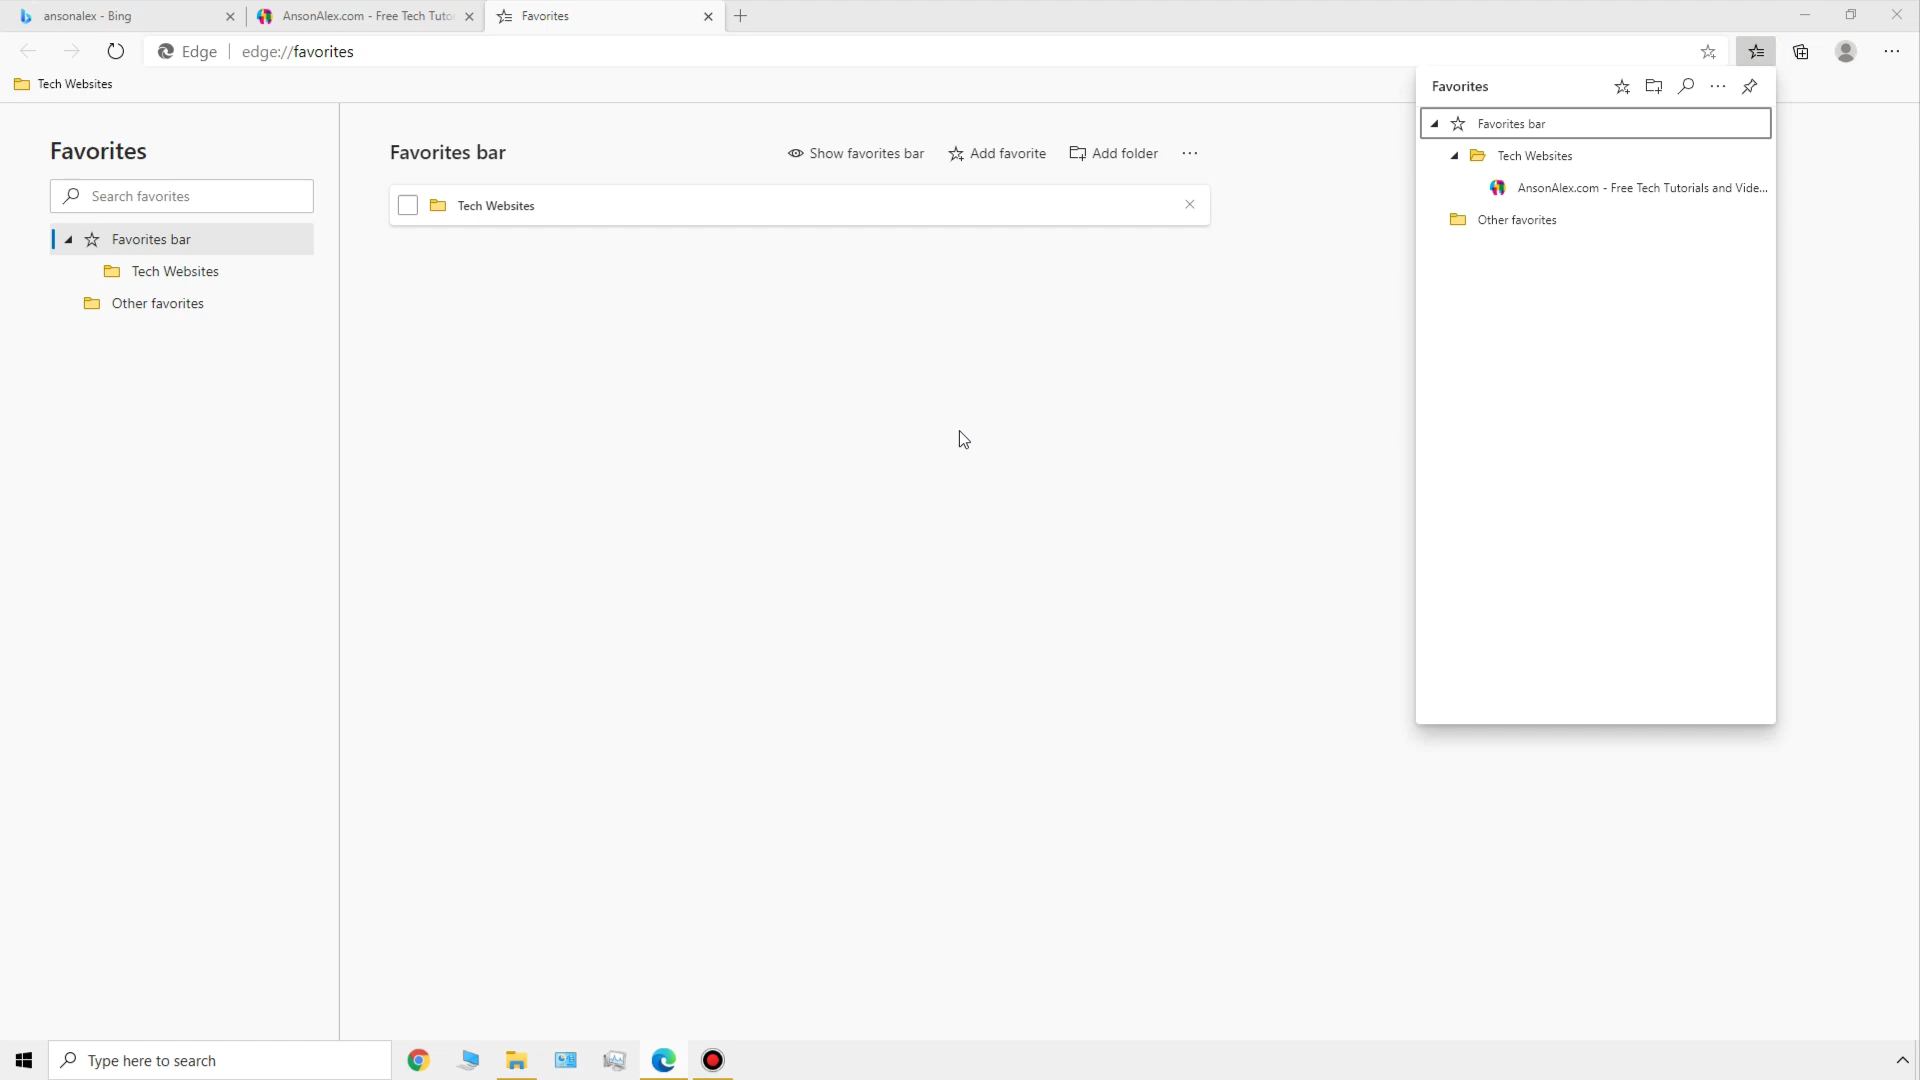 ansonalex - Bing
AnsonAlex.com - Free Tech Tuto
Favorites
Edge | edge://favorites
Tech Websites
Favorites
Search favorites
Favorites bar
Tech Websites
Other favorites
Favorites bar
Show favorites bar
Add favorite
Add folder
Tech Websites
Favorites
Favorites bar
Tech Websites
AnsonAlex.com - Free Tech Tutorials and Vide...
Other favorites
Type here to search